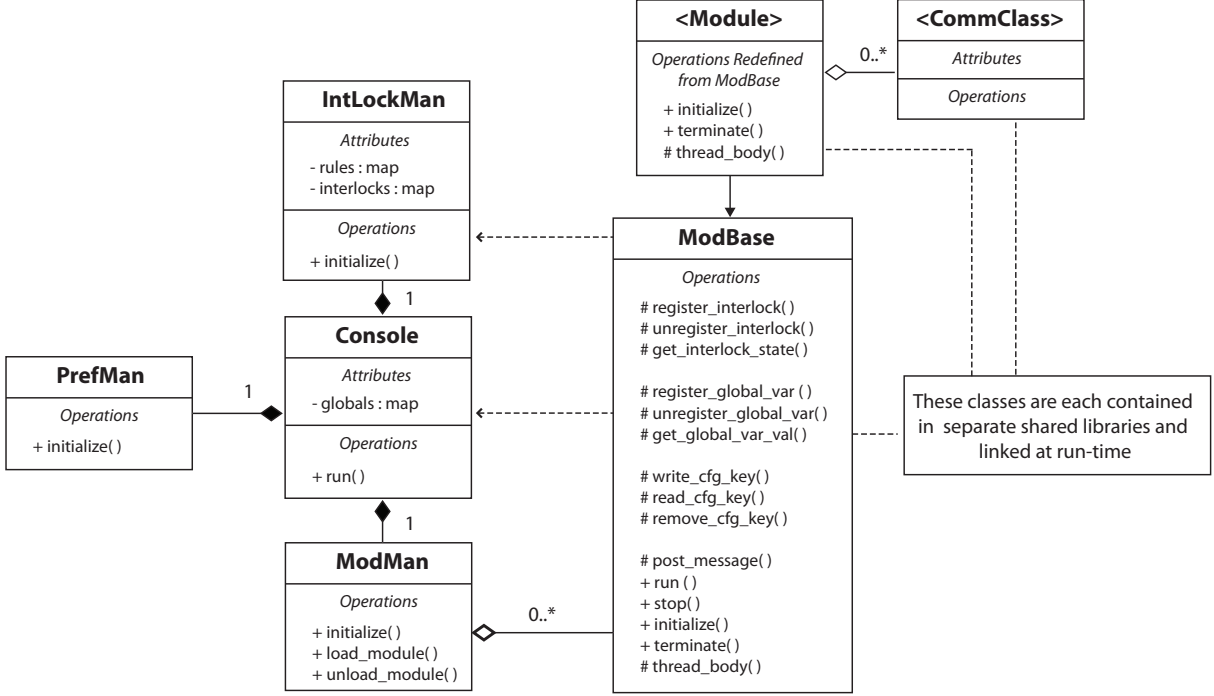 <Module>
Operations Redefined
from ModBase
+ initialize( )
+ terminate( )
# thread_body( )
0..*
<CommClass>
Attributes
Operations
IntLockMan
Attributes
- rules : map
- interlocks : map
Operations
+ initialize( )
1
Console
Attributes
- globals : map
Operations
+ run( )
1
PrefMan
Operations
+ initialize( )
1
ModMan
Operations
+ initialize( )
+ load_module( )
+ unload_module( )
0..*
ModBase
Operations
# register_interlock( )
# unregister_interlock( )
# get_interlock_state( )
# register_global_var ( )
# unregister_global_var( )
# get_global_var_val( )
# write_cfg_key( )
# read_cfg_key( )
# remove_cfg_key( )
# post_message( )
+ run ( )
+ stop( )
+ initialize( )
+ terminate( )
# thread_body( )
These classes are each contained
in separate shared libraries and
linked at run-time